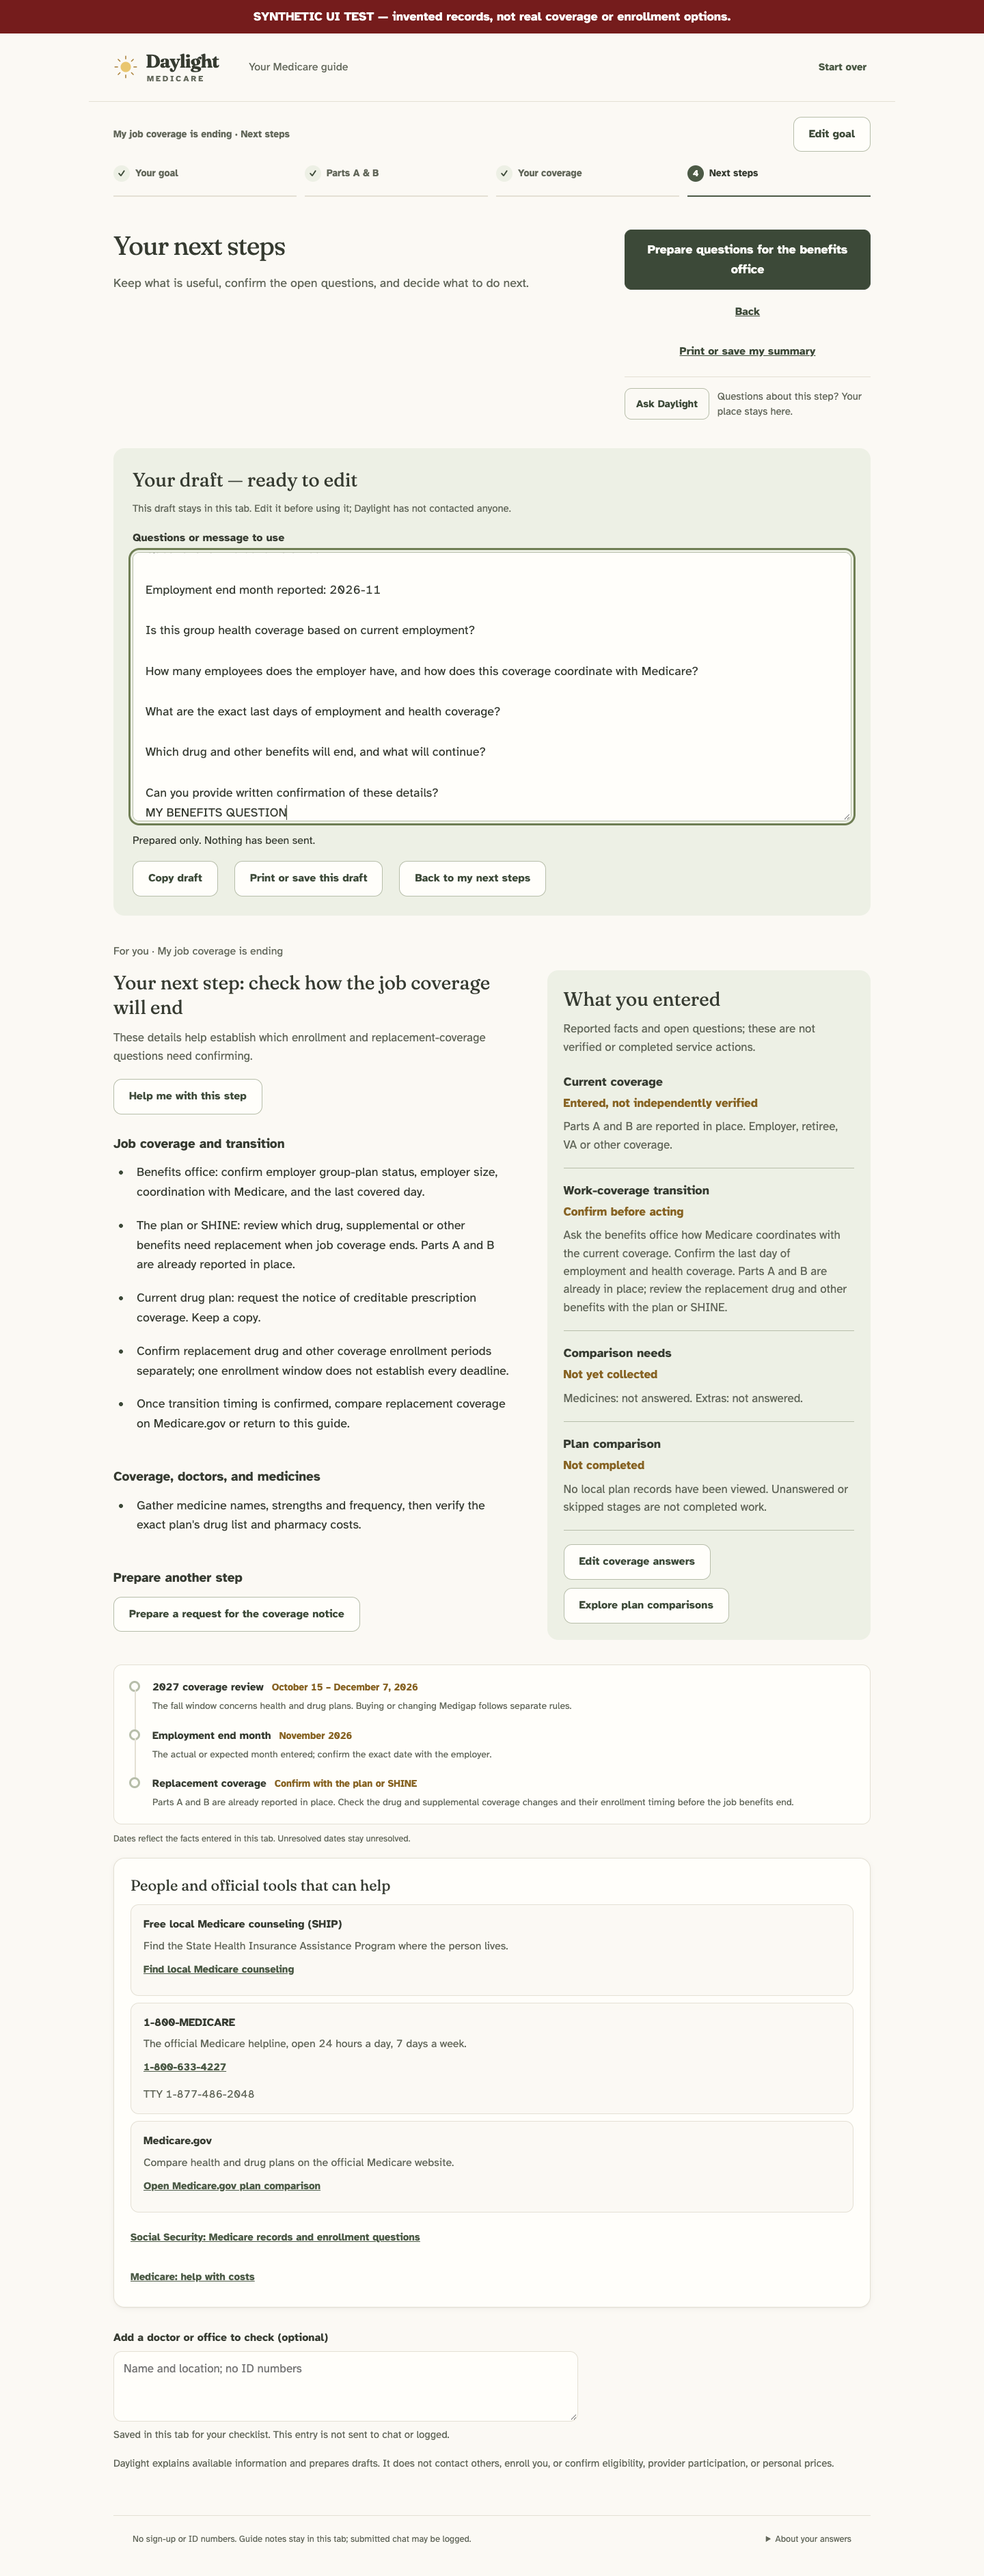 SYNTHETIC UI TEST — invented records, not real coverage or enrollment options.
Daylight
MEDICARE
Your Medicare guide
Start over
My job coverage is ending · Next steps
Edit goal
Your goal
Parts A & B
Your coverage
4 Next steps
Your next steps
Keep what is useful, confirm the open questions, and decide what to do next.
Prepare questions for the benefits
office
Back
Print or save my summary
Ask Daylight
Questions about this step? Your
place stays here.
Your draft — ready to edit
This draft stays in this tab. Edit it before using it; Daylight has not contacted anyone.
Questions or message to use
Employment end month reported: 2026-11
Is this group health coverage based on current employment?
How many employees does the employer have, and how does this coverage coordinate with Medicare?
What are the exact last days of employment and health coverage?
Which drug and other benefits will end, and what will continue?
Can you provide written confirmation of these details?
MY BENEFITS QUESTION
Prepared only. Nothing has been sent.
Copy draft
Print or save this draft
Back to my next steps
For you · My job coverage is ending
Your next step: check how the job coverage
will end
These details help establish which enrollment and replacement-coverage
questions need confirming.
Help me with this step
Job coverage and transition
• Benefits office: confirm employer group-plan status, employer size,
coordination with Medicare, and the last covered day.
• The plan or SHINE: review which drug, supplemental or other
benefits need replacement when job coverage ends. Parts A and B
are already reported in place.
• Current drug plan: request the notice of creditable prescription
coverage. Keep a copy.
• Confirm replacement drug and other coverage enrollment periods
separately; one enrollment window does not establish every deadline.
• Once transition timing is confirmed, compare replacement coverage
on Medicare.gov or return to this guide.
Coverage, doctors, and medicines
• Gather medicine names, strengths and frequency, then verify the
exact plan's drug list and pharmacy costs.
Prepare another step
Prepare a request for the coverage notice
What you entered
Reported facts and open questions; these are not
verified or completed service actions.
Current coverage
Entered, not independently verified
Parts A and B are reported in place. Employer, retiree,
VA or other coverage.
Work-coverage transition
Confirm before acting
Ask the benefits office how Medicare coordinates with
the current coverage. Confirm the last day of
employment and health coverage. Parts A and B are
already in place; review the replacement drug and other
benefits with the plan or SHINE.
Comparison needs
Not yet collected
Medicines: not answered. Extras: not answered.
Plan comparison
Not completed
No local plan records have been viewed. Unanswered or
skipped stages are not completed work.
Edit coverage answers
Explore plan comparisons
2027 coverage review October 15 – December 7, 2026
The fall window concerns health and drug plans. Buying or changing Medigap follows separate rules.
Employment end month November 2026
The actual or expected month entered; confirm the exact date with the employer.
Replacement coverage Confirm with the plan or SHINE
Parts A and B are already reported in place. Check the drug and supplemental coverage changes and their enrollment timing before the job benefits end.
Dates reflect the facts entered in this tab. Unresolved dates stay unresolved.
People and official tools that can help
Free local Medicare counseling (SHIP)
Find the State Health Insurance Assistance Program where the person lives.
Find local Medicare counseling
1-800-MEDICARE
The official Medicare helpline, open 24 hours a day, 7 days a week.
1-800-633-4227
TTY 1-877-486-2048
Medicare.gov
Compare health and drug plans on the official Medicare website.
Open Medicare.gov plan comparison
Social Security: Medicare records and enrollment questions
Medicare: help with costs
Add a doctor or office to check (optional)
Name and location; no ID numbers
Saved in this tab for your checklist. This entry is not sent to chat or logged.
Daylight explains available information and prepares drafts. It does not contact others, enroll you, or confirm eligibility, provider participation, or personal prices.
No sign-up or ID numbers. Guide notes stay in this tab; submitted chat may be logged.
▶ About your answers